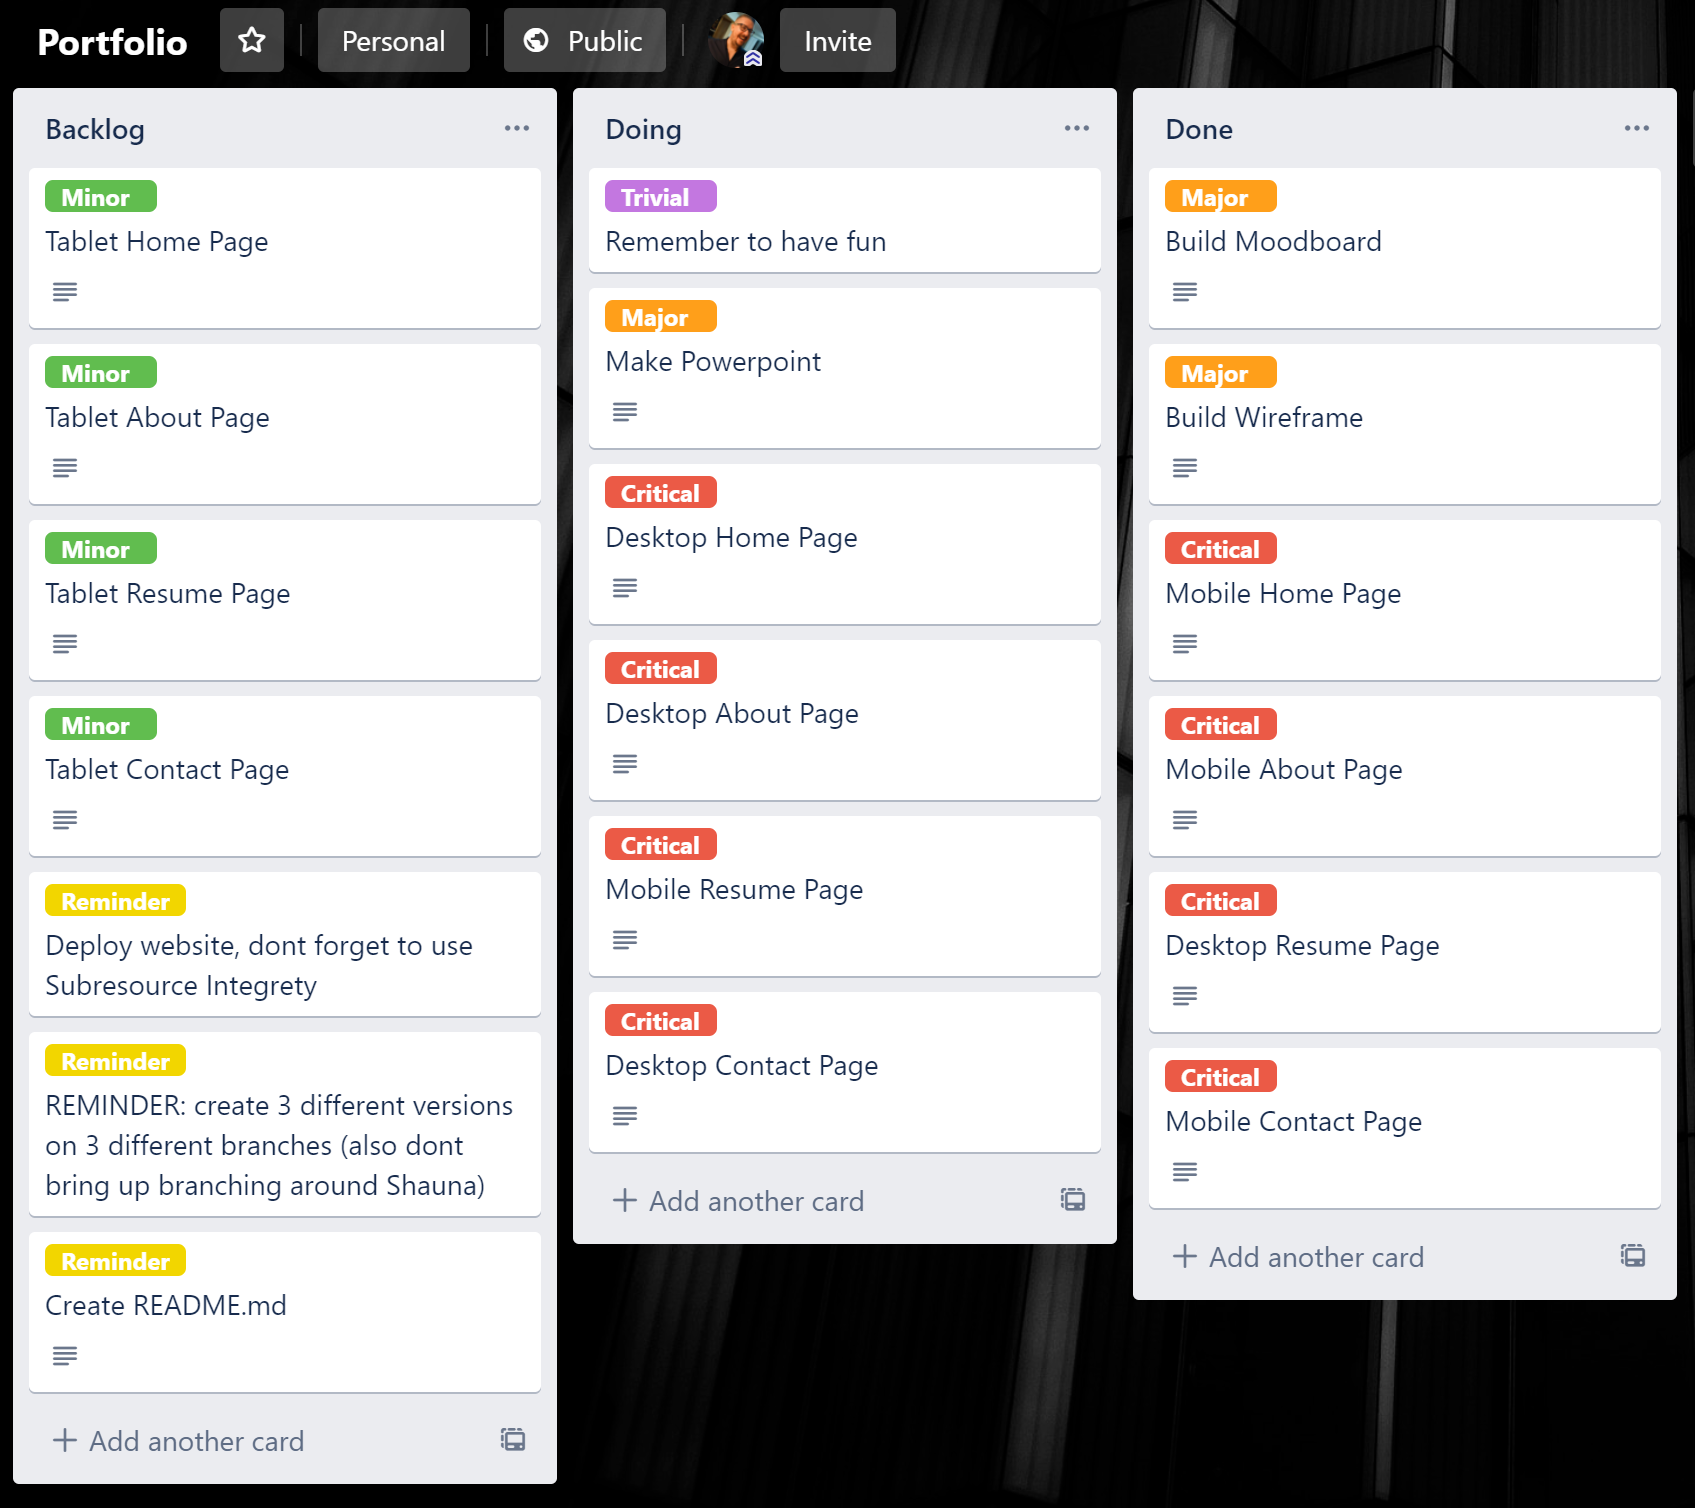 Portfolio
Personal
Public
Invite
Backlog
Minor
Tablet Home Page
Minor
Tablet About Page
Minor
Tablet Resume Page
Minor
Tablet Contact Page
Reminder
Deploy website, dont forget to use
Subresource Integrety
Reminder
REMINDER: create 3 different versions
on 3 different branches (also dont
bring up branching around Shauna)
Reminder
Create README.md
Add another card
Doing
Trivial
Remember to have fun
Major
Make Powerpoint
Critical
Desktop Home Page
Critical
Desktop About Page
Critical
Mobile Resume Page
Critical
Desktop Contact Page
Add another card
Done
Major
Build Moodboard
Major
Build Wireframe
Critical
Mobile Home Page
Critical
Mobile About Page
Critical
Desktop Resume Page
Critical
Mobile Contact Page
Add another card